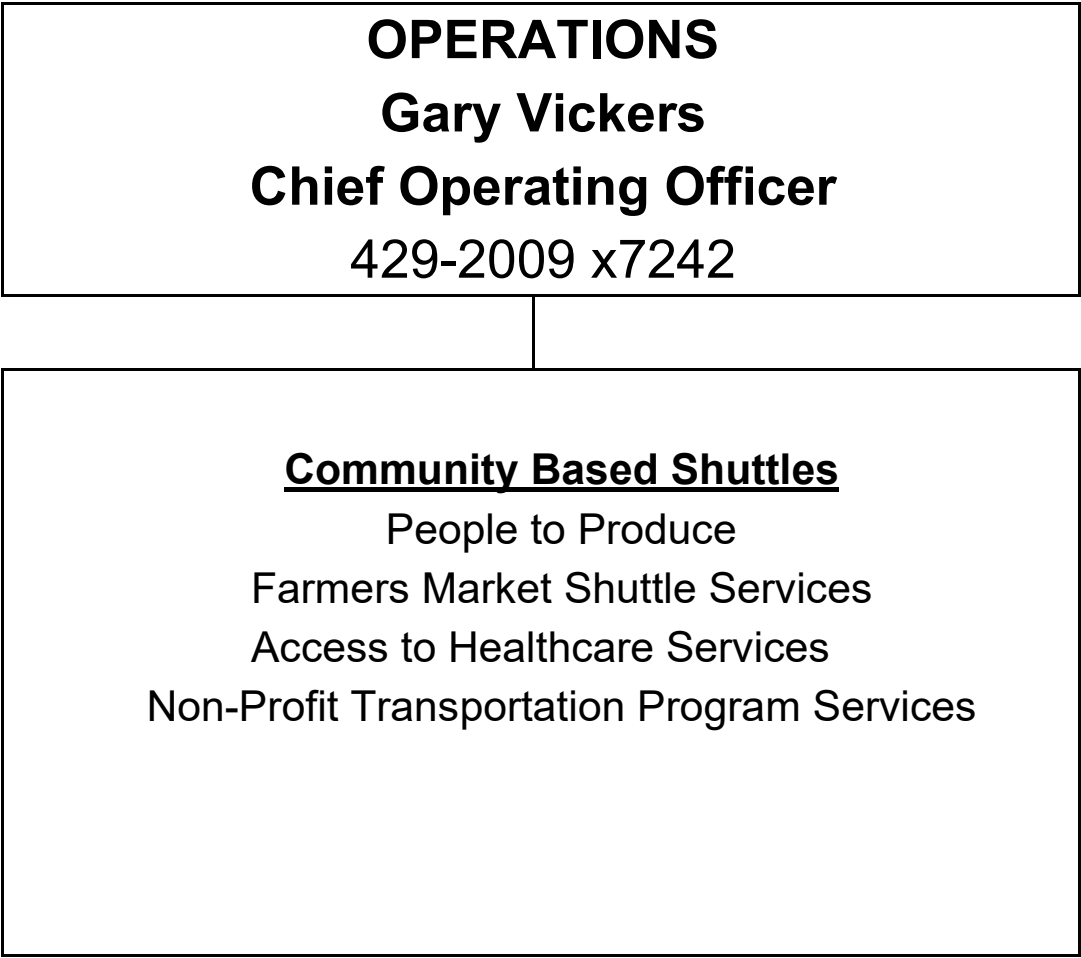 OPERATIONS
Gary Vickers
Chief Operating Officer
429-2009 x7242
Community Based Shuttles
People to Produce
Farmers Market Shuttle Services
Access to Healthcare Services
Non-Profit Transportation Program Services